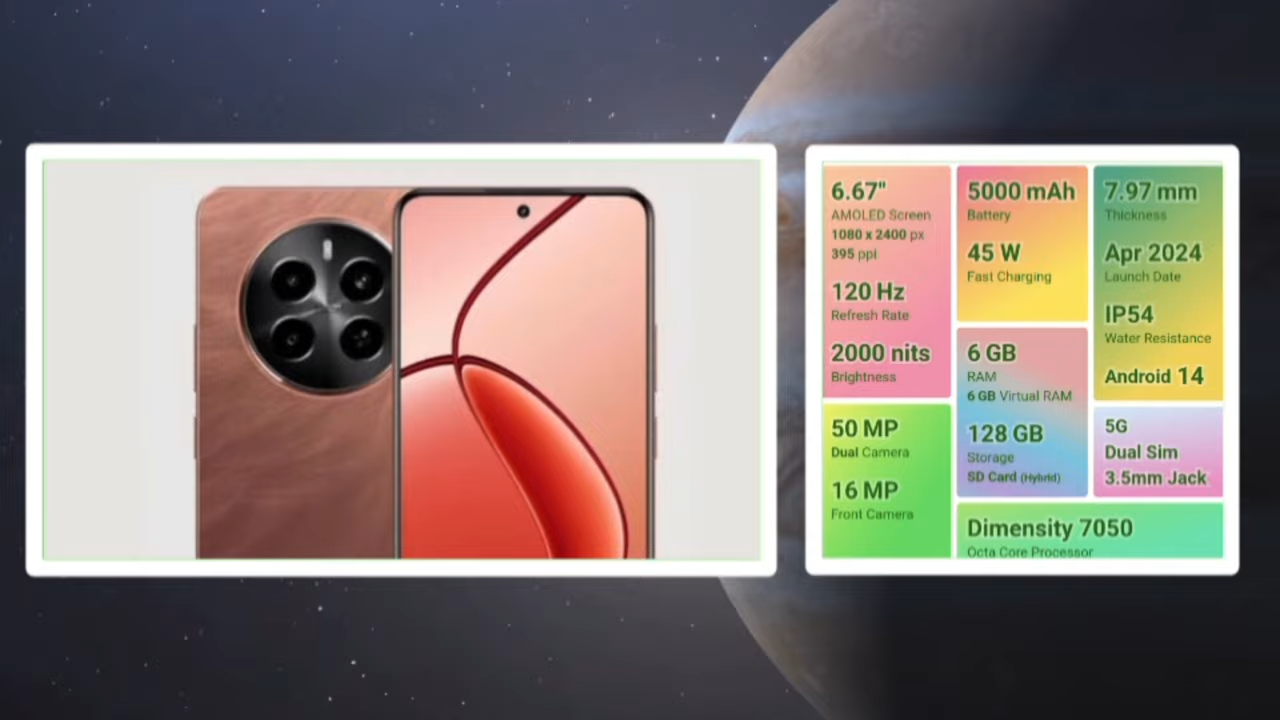 6.67"
AMOLED Screen
1080 x 2400 px
395 ppi
120 Hz
Refresh Rate
2000 nits
Brightness
50 MP
Dual Camera
16 MP
Front Camera
5000 mAh
Battery
45 W
Fast Charging
6 GB
RAM
6 GB Virtual RAM
128 GB
Storage
SD Card (Hybrid)
7.97 mm
Thickness
Apr 2024
Launch Date
IP54
Water Resistance
Android 14
5G
Dual Sim
3.5mm Jack
Dimensity 7050
Octa Core Processor